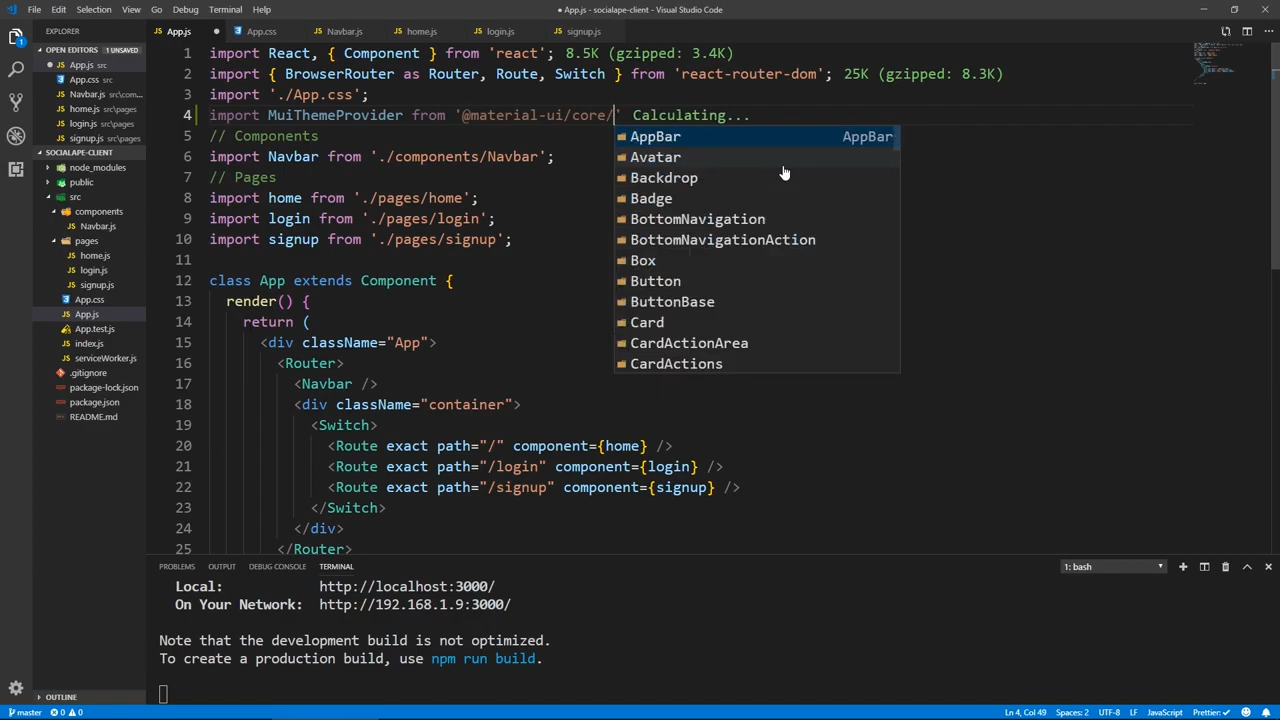 File Edit Selection View Go Debug Terminal Help
● App.js - socialape-client - Visual Studio Code
EXPLORER
OPEN EDITORS 1 UNSAVED
App.js src
App.css src
Navbar.js src\com...
home.js src\pages
login.js src\pages
signup.js src\pages
SOCIALAPE-CLIENT
node_modules
public
src
components
Navbar.js
pages
home.js
login.js
signup.js
App.css
App.js
App.test.js
index.js
serviceWorker.js
.gitignore
package-lock.json
package.json
README.md
OUTLINE
App.js ● App.css Navbar.js home.js login.js signup.js
1 import React, { Component } from 'react'; 8.5K (gzipped: 3.4K)
2 import { BrowserRouter as Router, Route, Switch } from 'react-router-dom'; 25K (gzipped: 8.3K)
3 import './App.css';
4 import MuiThemeProvider from '@material-ui/core/' Calculating...
5 // Components
6 import Navbar from './components/Navbar';
7 // Pages
8 import home from './pages/home';
9 import login from './pages/login';
10 import signup from './pages/signup';
11
12 class App extends Component {
13 render() {
14 return (
15 <div className="App">
16 <Router>
17 <Navbar />
18 <div className="container">
19 <Switch>
20 <Route exact path="/" component={home} />
21 <Route exact path="/login" component={login} />
22 <Route exact path="/signup" component={signup} />
23 </Switch>
24 </div>
25 </Router>
AppBar AppBar
Avatar
Backdrop
Badge
BottomNavigation
BottomNavigationAction
Box
Button
ButtonBase
Card
CardActionArea
CardActions
PROBLEMS OUTPUT DEBUG CONSOLE TERMINAL
1: bash
Local: http://localhost:3000/
On Your Network: http://192.168.1.9:3000/
Note that the development build is not optimized.
To create a production build, use npm run build.
master 0 0
Ln 4, Col 49 Spaces: 2 UTF-8 LF JavaScript Prettier: ✓